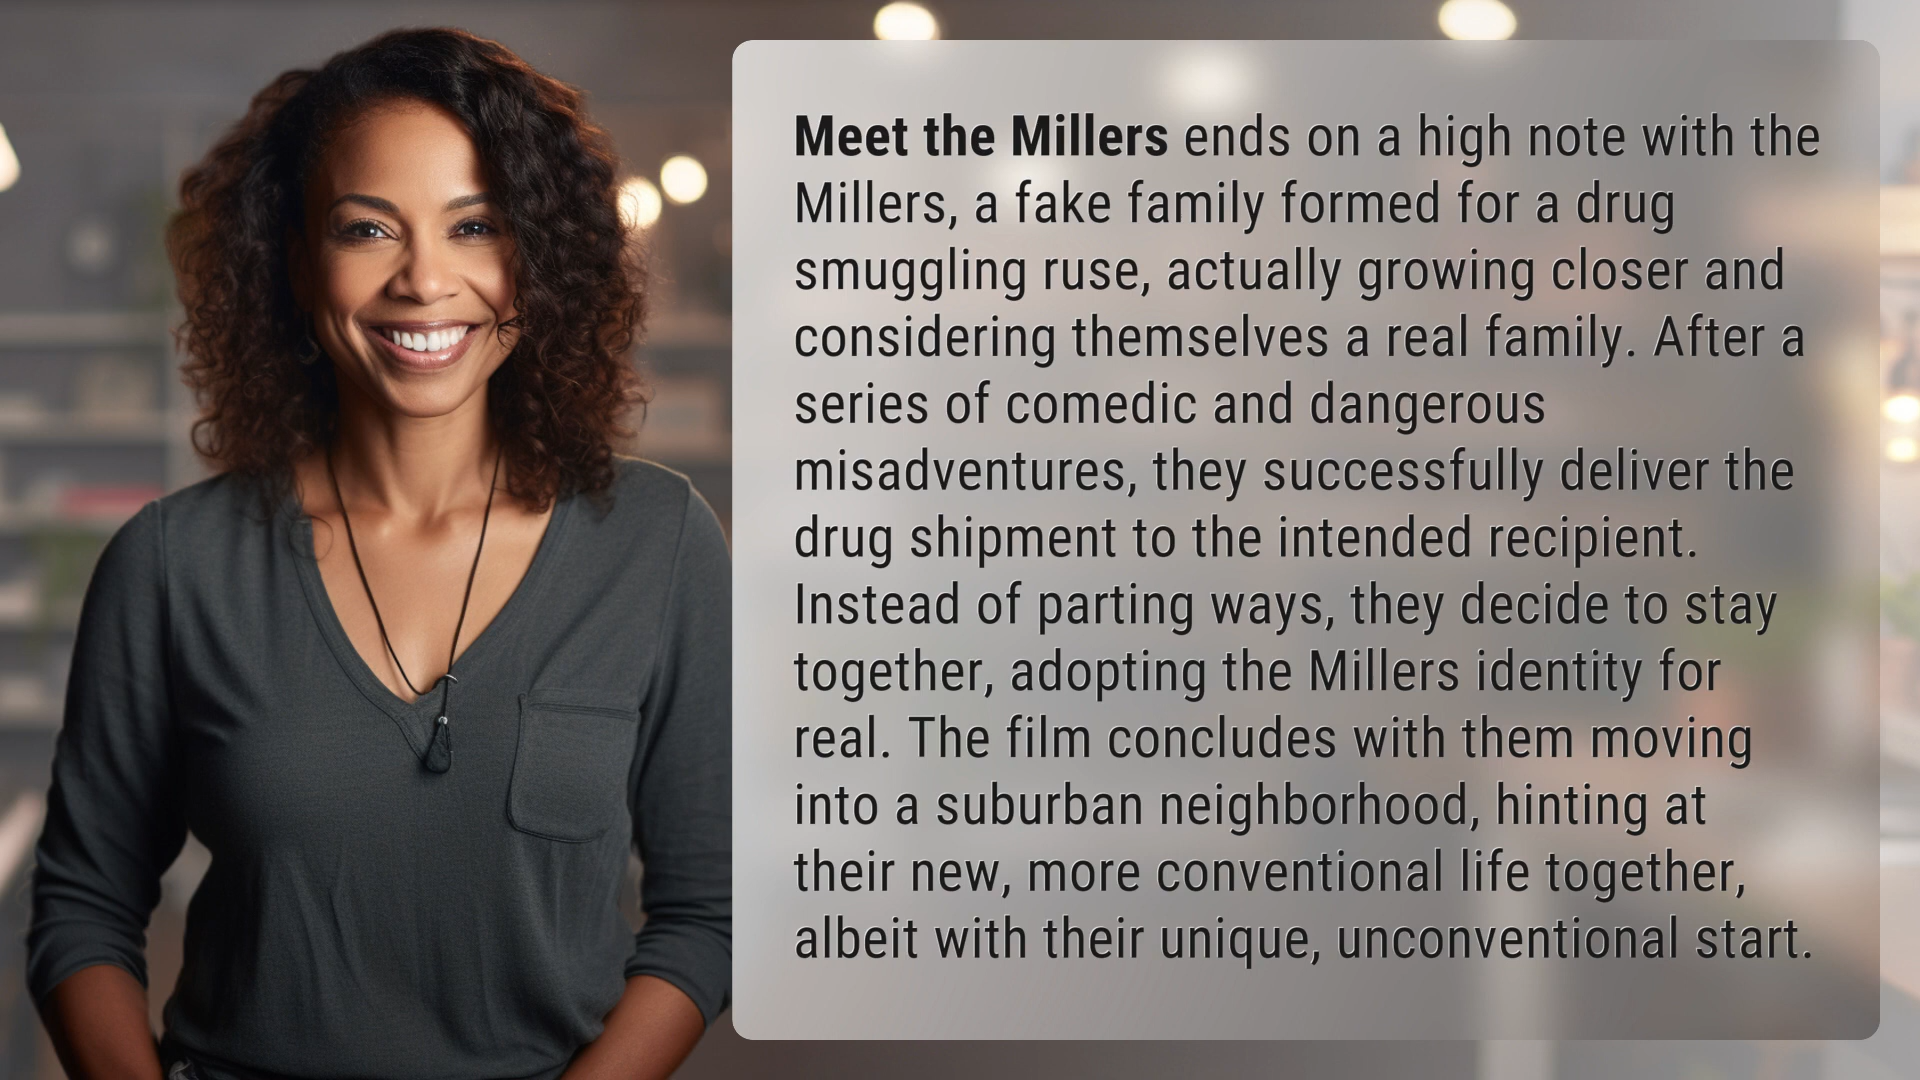 Meet the Millers ends on a high note with the
Millers, a fake family formed for a drug
smuggling ruse, actually growing closer and
considering themselves a real family. After a
series of comedic and dangerous
misadventures, they successfully deliver the
drug shipment to the intended recipient.
Instead of parting ways, they decide to stay
together, adopting the Millers identity for
real. The film concludes with them moving
into a suburban neighborhood, hinting at
their new, more conventional life together,
albeit with their unique, unconventional start.